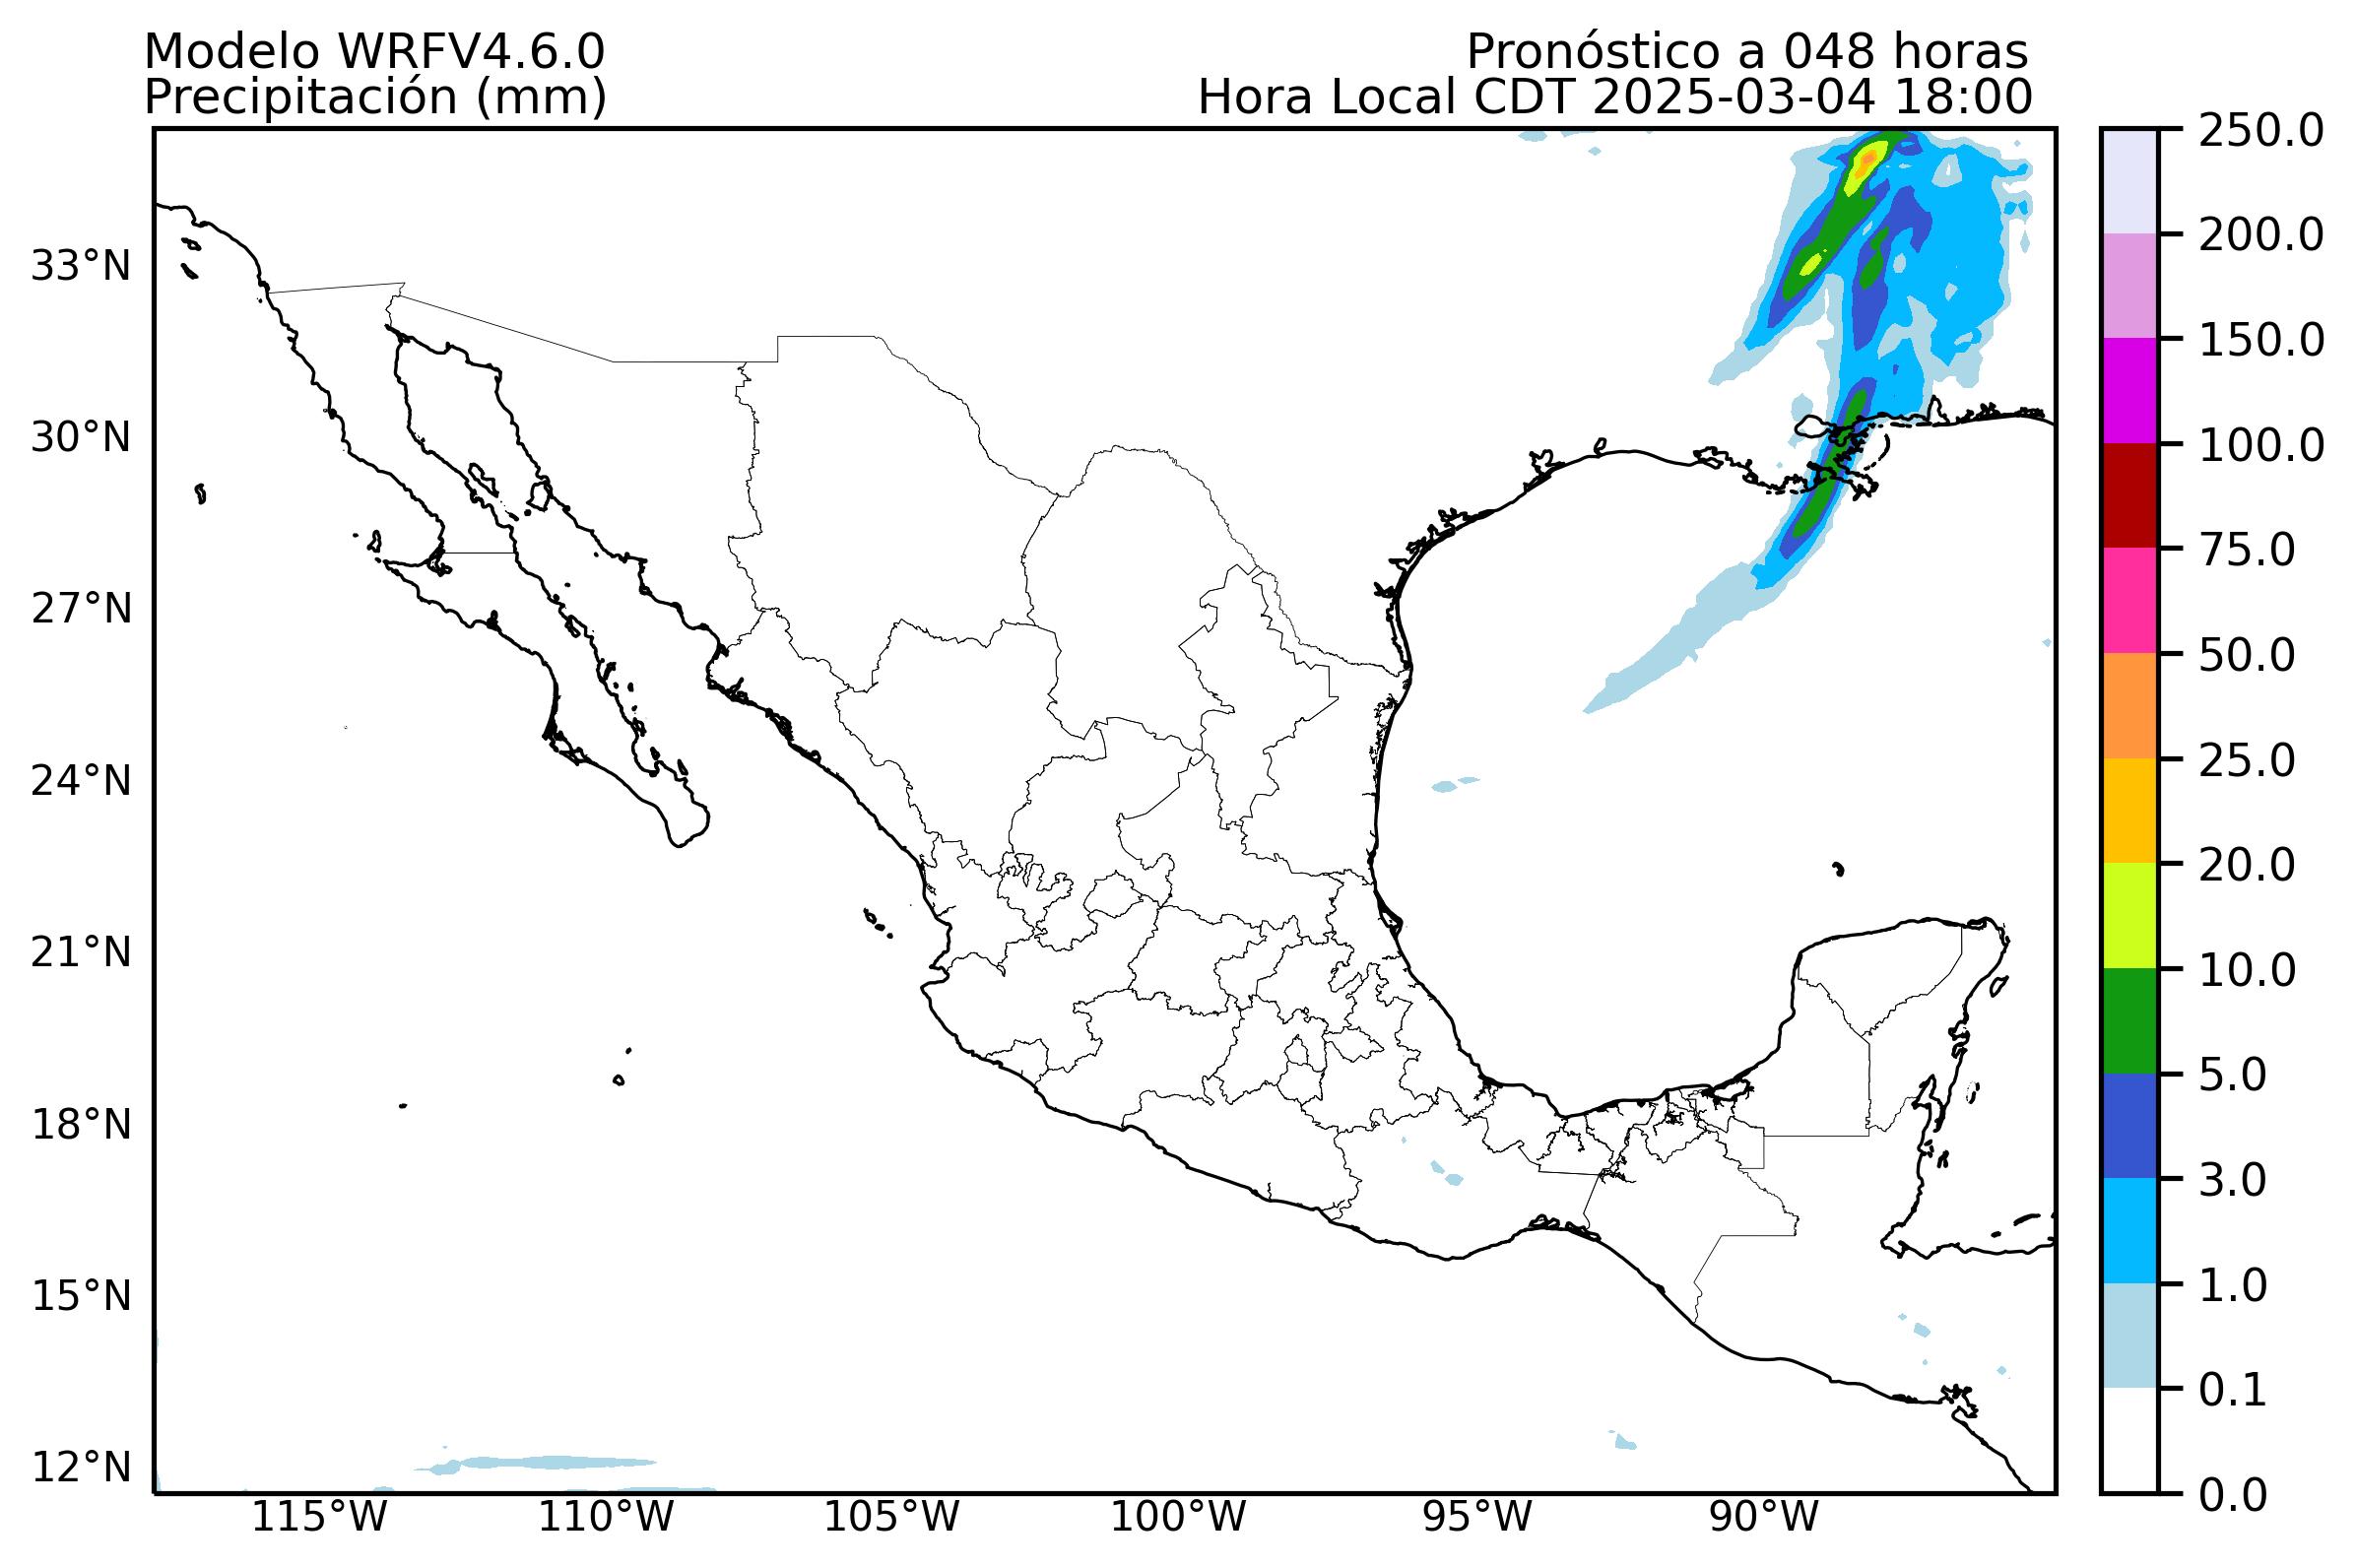 Modelo WRFV4.6.0
Precipitación (mm)
Pronóstico a 048 horas
Hora Local CDT 2025-03-04 18:00
33°N
30°N
27°N
24°N
21°N
18°N
15°N
12°N
115°W
110°W
105°W
100°W
95°W
90°W
250.0
200.0
150.0
100.0
75.0
50.0
25.0
20.0
10.0
5.0
3.0
1.0
0.1
0.0